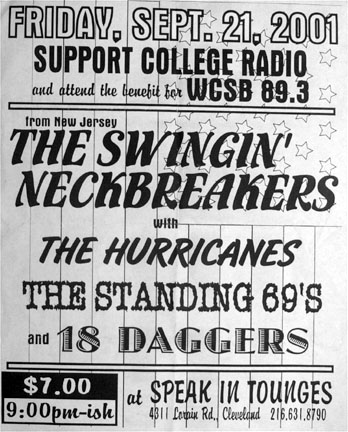 FRIDAY, SEPT. 21, 2001
SUPPORT COLLEGE RADIO
and attend the benefit for WCSB 89.3
from New Jersey
THE SWINGIN'
NECKBREAKERS
with
THE HURRICANES
THE STANDING 69'S
and 18 DAGGERS
$7.00
9:00pm-ish
at SPEAK IN TOUNGES
4311 Lorain Rd., Cleveland 216.631.8790